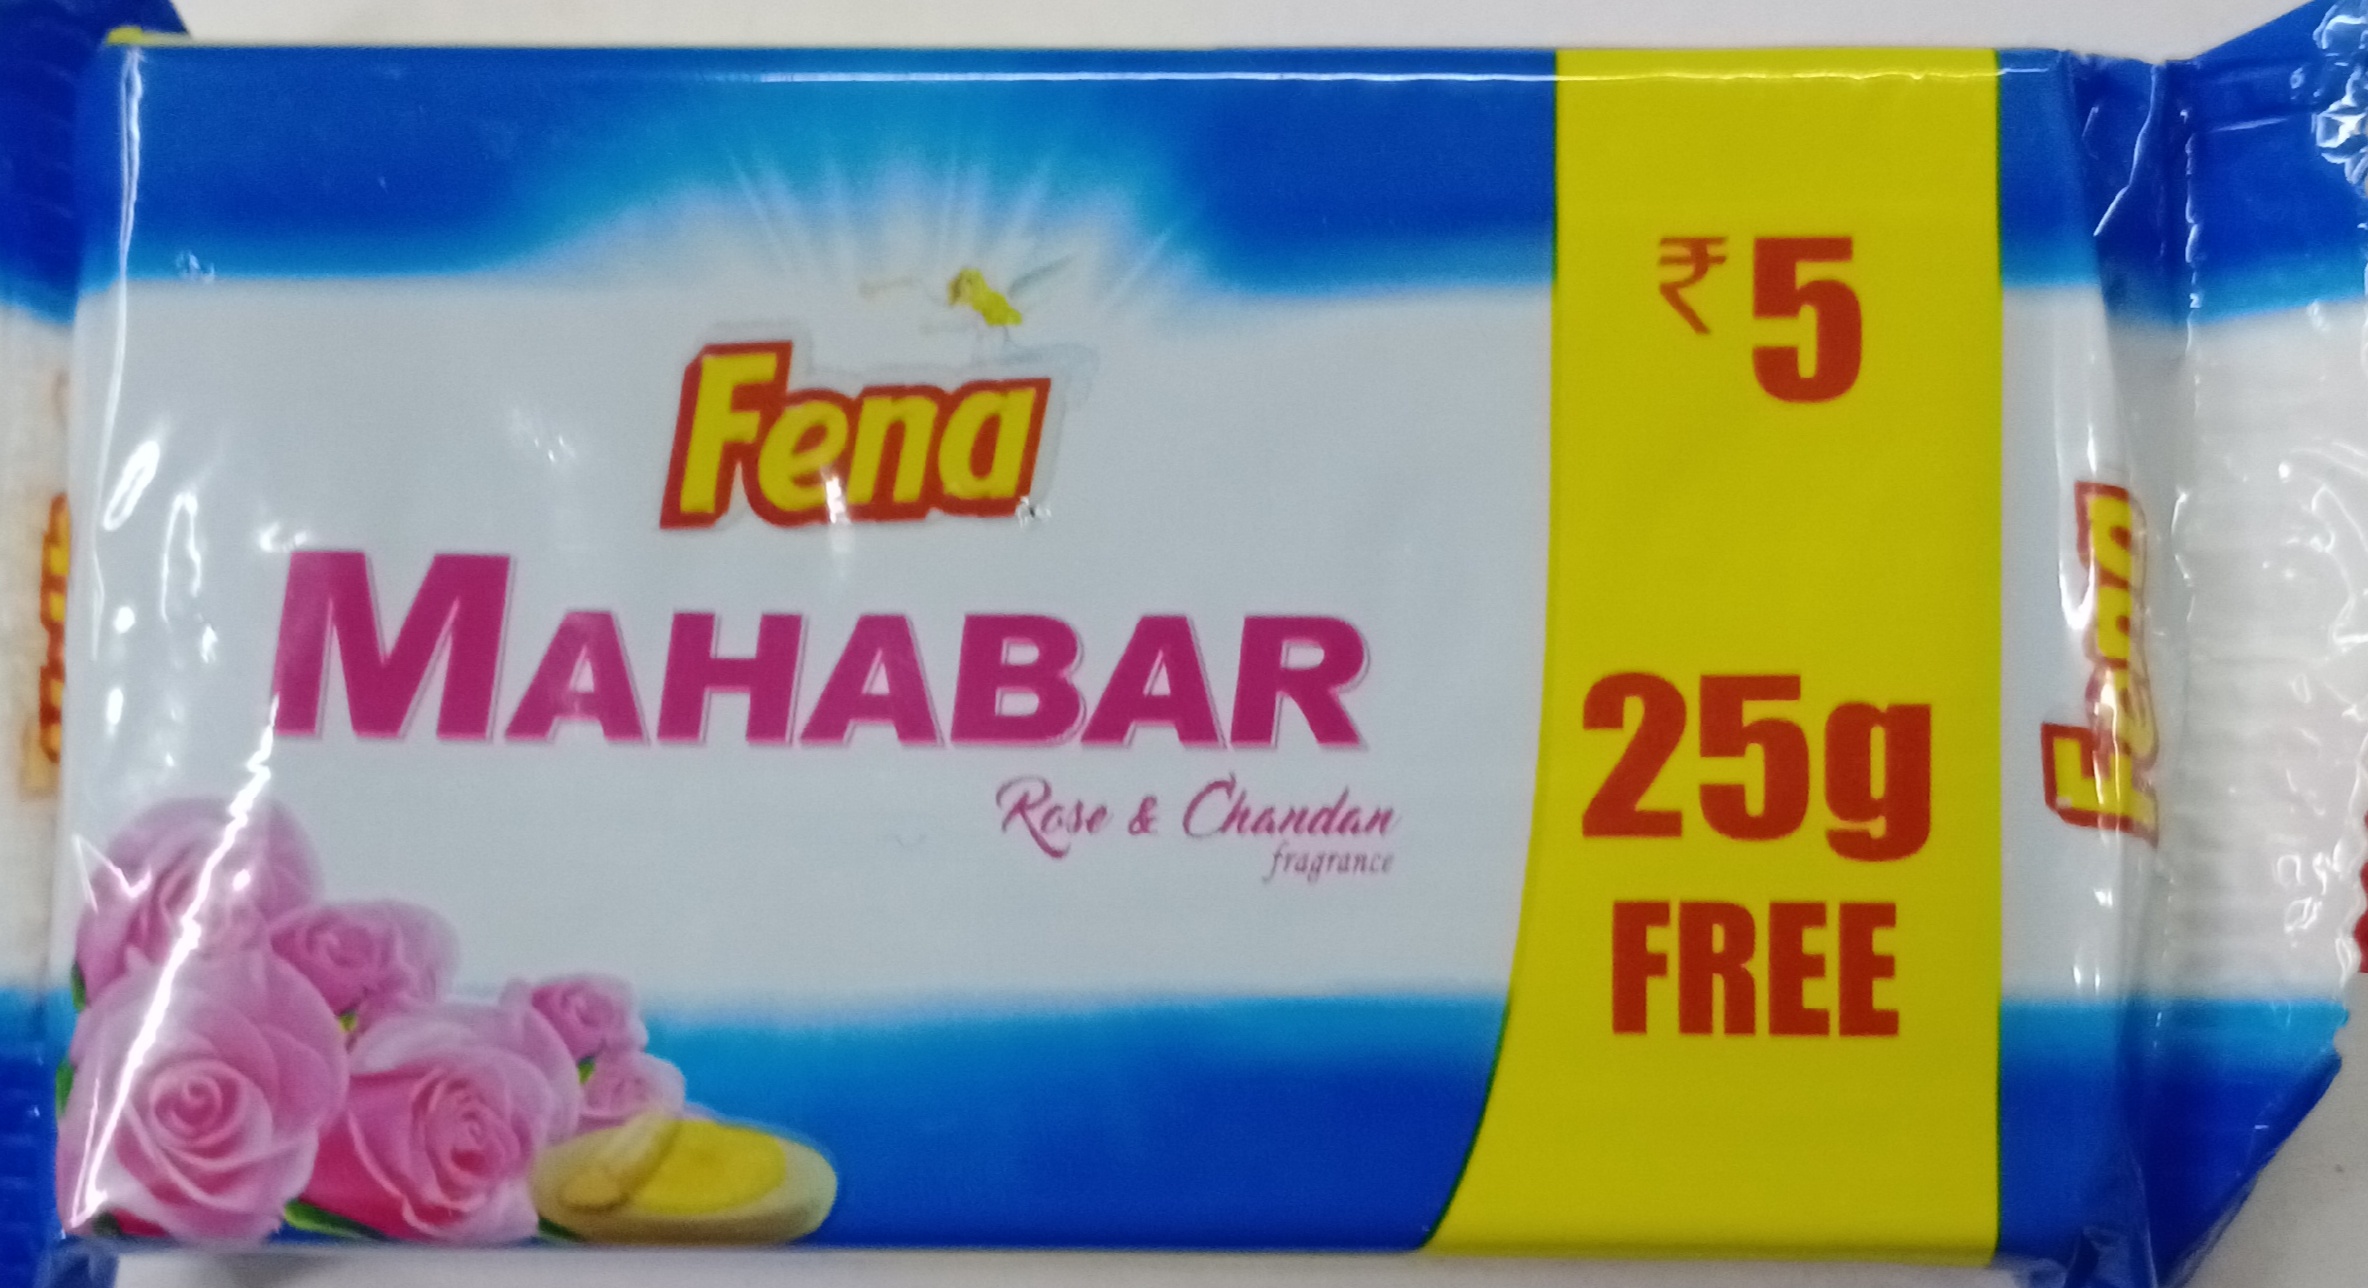 Fena
MAHABAR
Rose & Chandan
fragrance
₹5
25g
FREE
Fena